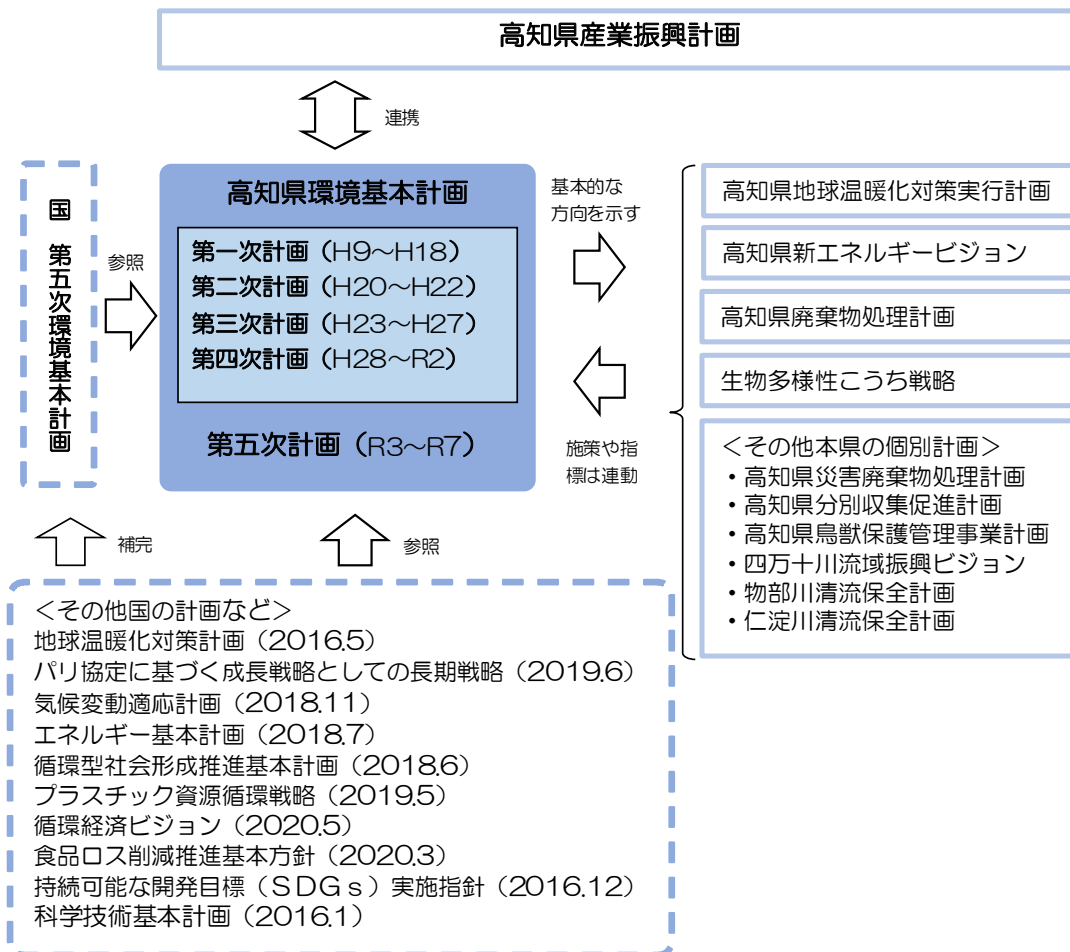 高知県産業振興計画
連携
国 第五次環境基本計画
参照
高知県環境基本計画
第一次計画（H9～H18）
第二次計画（H20～H22）
第三次計画（H23～H27）
第四次計画（H28～R2）
第五次計画（R3～R7）
基本的な
方向を示す
施策や指
標は連動
高知県地球温暖化対策実行計画
高知県新エネルギービジョン
高知県廃棄物処理計画
生物多様性こうち戦略
＜その他本県の個別計画＞
・高知県災害廃棄物処理計画
・高知県分別収集促進計画
・高知県鳥獣保護管理事業計画
・四万十川流域振興ビジョン
・物部川清流保全計画
・仁淀川清流保全計画
補完
参照
＜その他国の計画など＞
地球温暖化対策計画（2016.5）
パリ協定に基づく成長戦略としての長期戦略（2019.6）
気候変動適応計画（2018.11）
エネルギー基本計画（2018.7）
循環型社会形成推進基本計画（2018.6）
プラスチック資源循環戦略（2019.5）
循環経済ビジョン（2020.5）
食品ロス削減推進基本方針（2020.3）
持続可能な開発目標（ＳＤＧｓ）実施指針（2016.12）
科学技術基本計画（2016.1）